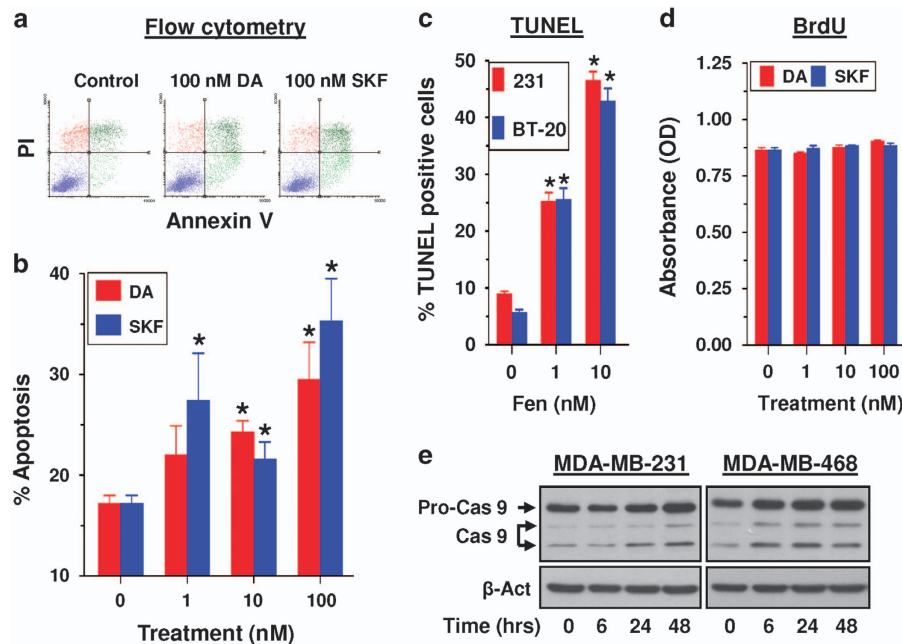 a
Flow cytometry
Control 100 nM DA 100 nM SKF
PI
Annexin V
b
DA
SKF
% Apoptosis
40
30
20
10
0 1 10 100
Treatment (nM)
c
TUNEL
231
BT-20
% TUNEL positive cells
50
40
30
20
10
0
* * * *
0 1 10
Fen (nM)
d
BrdU
DA SKF
Absorbance (OD)
1.25
1.00
0.75
0.50
0.25
0.00
0 1 10 100
Treatment (nM)
e
MDA-MB-231 MDA-MB-468
Pro-Cas 9
Cas 9
β-Act
Time (hrs) 0 6 24 48 0 6 24 48